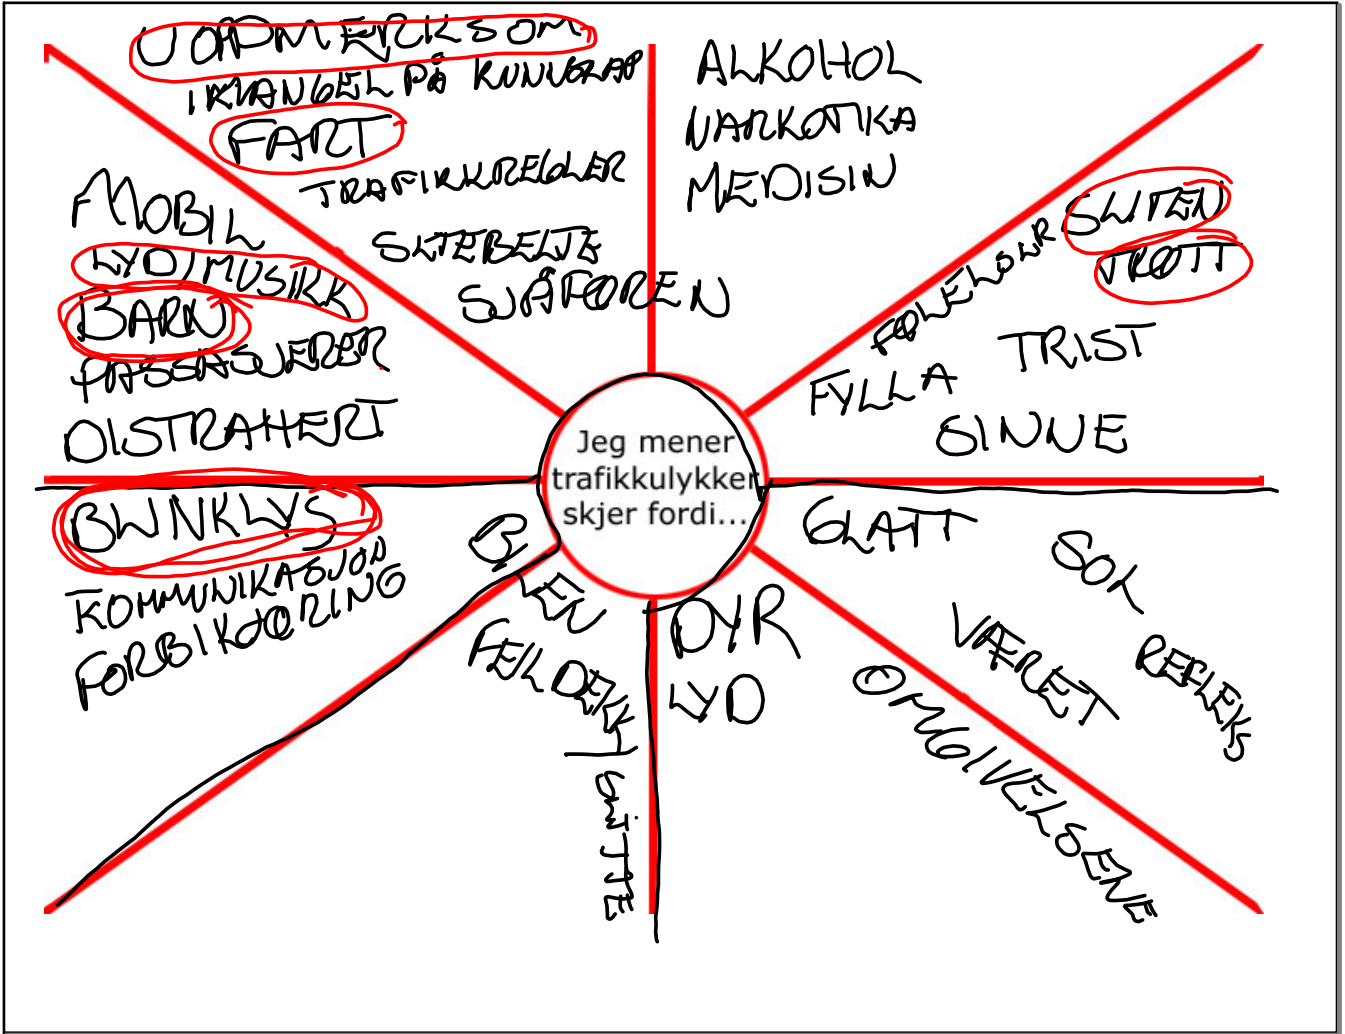 UOPPMERKSOM
MANGEL PÅ KUNNSKAP
FART
TRAFIKKREGLER
SETEBELTE
SJÅFØREN
ALKOHOL
NARKOTIKA
MEDISIN
MOBIL
LYD/MUSIKK
BARN
PASSASJERER
DISTRAHERT
FØLELSER
SLITEN
TRØTT
TRIST
FYLLA
SINNE
Jeg mener
trafikkulykker
skjer fordi...
BLINKLYS
KOMMUNIKASJON
FORBIKJØRING
BILEN
FEIL DEKK
DYR
LYD
GLATT
SOL
VÆRET
REFLEKS
OMGIVELSENE